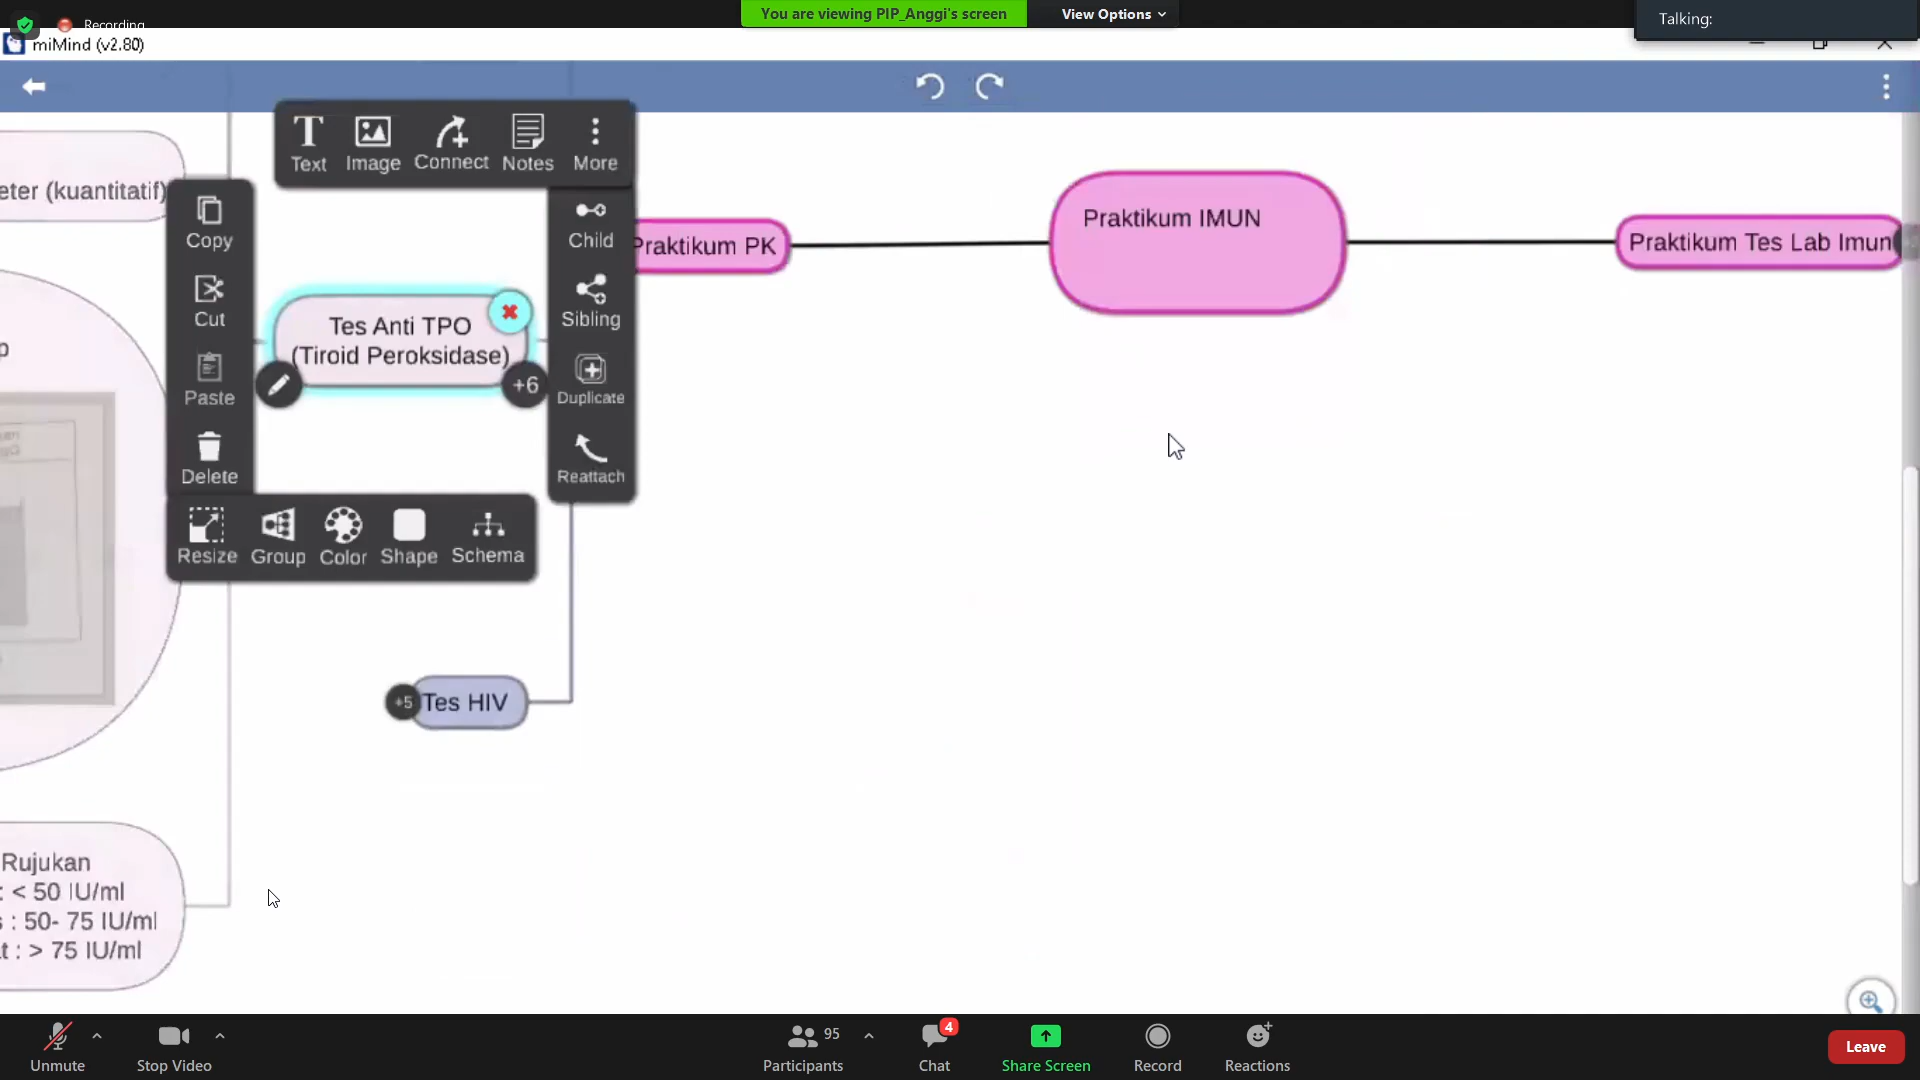 Recording
You are viewing PIP_Anggi's screen
View Options
Talking:
miMind (v2.80)
Text
Image
Connect
Notes
More
eter (kuantitatif)
Copy
Cut
Paste
Delete
Child
Sibling
Duplicate
Reattach
Praktikum PK
Praktikum IMUN
Praktikum Tes Lab Imun
Tes Anti TPO
(Tiroid Peroksidase)
+6
p
Resize
Group
Color
Shape
Schema
+5
Tes HIV
Rujukan
: < 50 IU/ml
s : 50- 75 IU/ml
t : > 75 IU/ml
Unmute
Stop Video
95
Participants
4
Chat
Share Screen
Record
Reactions
Leave